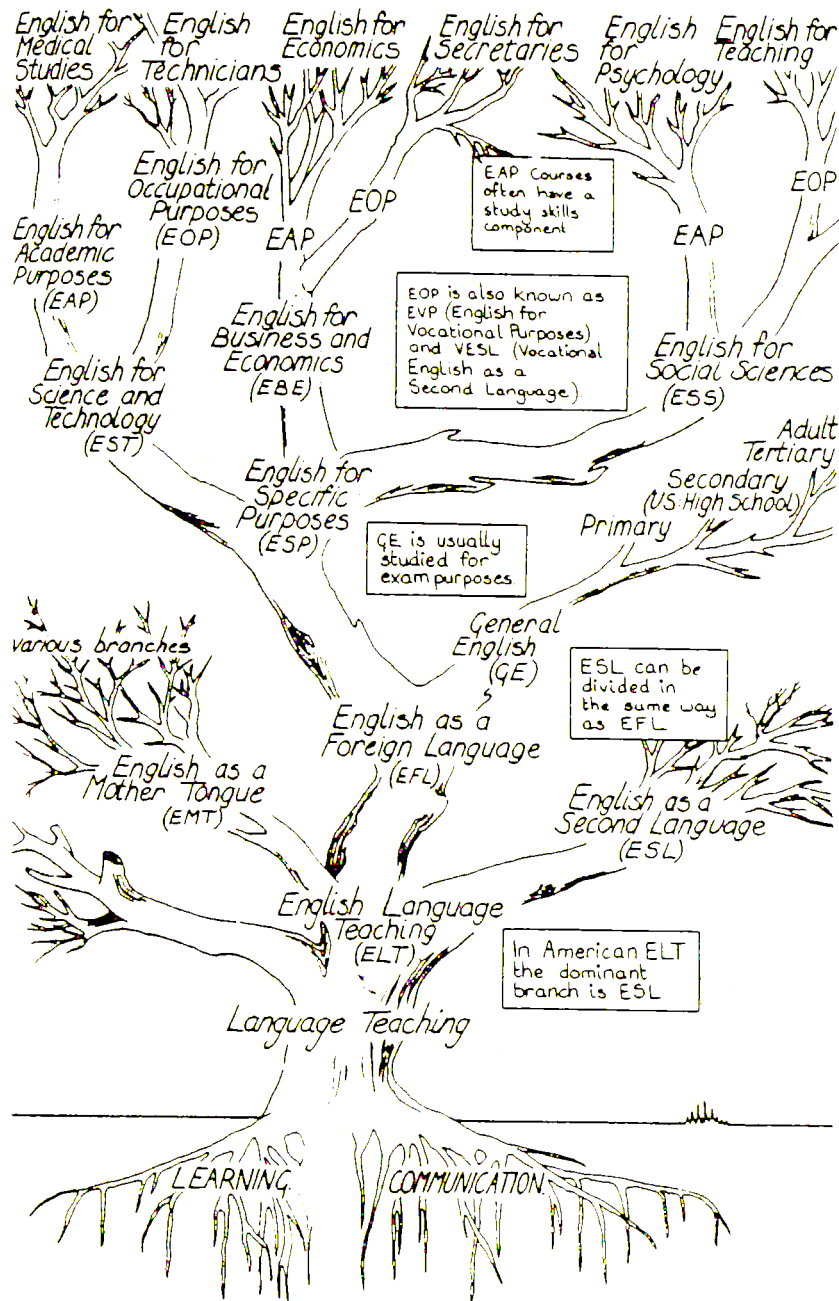 English for
Medical
Studies
English
for
Technicians
English for
Economics
English for
Secretaries
English
for
Psychology
English for
Teaching
English for
Occupational
Purposes
(EOP)
English for
Academic
Purposes
(EAP)
EAP
EOP
EAP Courses
often have a
study skills
component
EAP
EOP
EOP is also known as
EVP (English for
Vocational Purposes)
and VESL (Vocational
English as a
Second Language).
English for
Business and
Economics
(EBE)
English for
Social Sciences
(ESS)
English for
Science and
Technology
(EST)
English for
Specific
Purposes
(ESP)
Adult
Tertiary
Secondary
(US:High School)
Primary
GE is usually
studied for
exam purposes.
General
English
(GE)
various branches
ESL can be
divided in
the same way
as EFL
English as a
Foreign Language
(EFL)
English as a
Mother Tongue
(EMT)
English as a
Second Language
(ESL)
English Language
Teaching
(ELT)
In American ELT
the dominant
branch is ESL
Language Teaching
LEARNING.
COMMUNICATION.